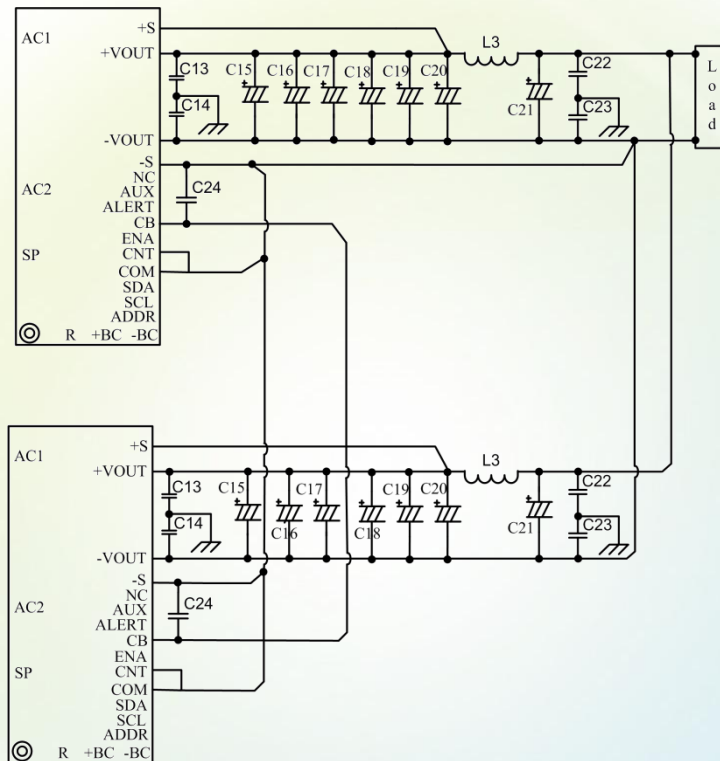 +S
AC1
+VOUT
L3
C13
C15
C16
C17
C18
C19
C20
C22
C14
C21
C23
L
o
a
d
-VOUT
-S
NC
AC2
AUX
C24
ALERT
CB
ENA
SP
CNT
COM
SDA
SCL
ADDR
R +BC -BC
+S
AC1
+VOUT
L3
C13
C15
C17
C19
C20
C22
C14
C16
C18
C21
C23
-VOUT
-S
NC
AC2
AUX
C24
ALERT
CB
ENA
SP
CNT
COM
SDA
SCL
ADDR
R +BC -BC